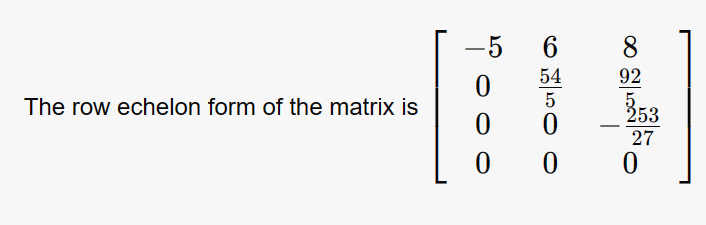 The row echelon form of the matrix is
-5 6 8
0 54/5 92/5
0 0 -253/27
0 0 0